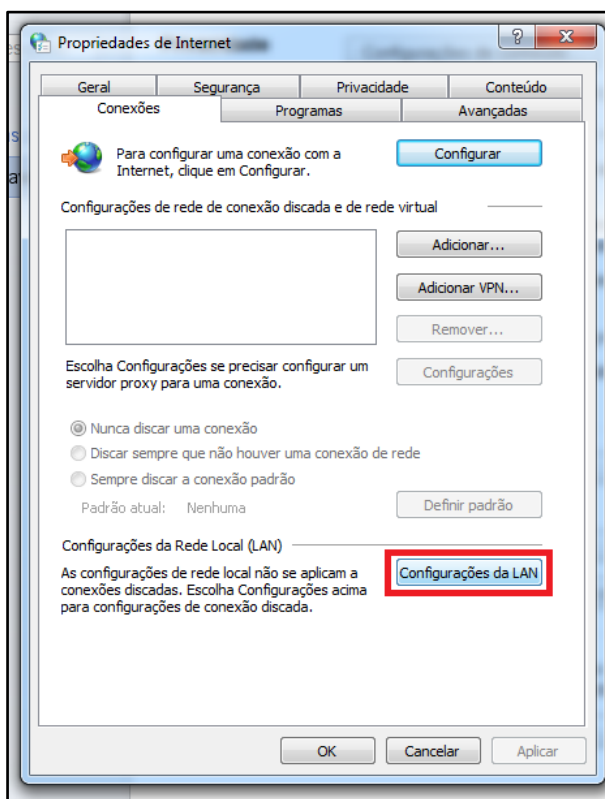 Propriedades de Internet
Geral
Segurança
Privacidade
Conteúdo
Conexões
Programas
Avançadas
Para configurar uma conexão com a
Internet, clique em Configurar.
Configurar
Configurações de rede de conexão discada e de rede virtual
Adicionar...
Adicionar VPN...
Remover...
Escolha Configurações se precisar configurar um
servidor proxy para uma conexão.
Configurações
Nunca discar uma conexão
Discar sempre que não houver uma conexão de rede
Sempre discar a conexão padrão
Padrão atual: Nenhuma
Definir padrão
Configurações da Rede Local (LAN)
As configurações de rede local não se aplicam a
conexões discadas. Escolha Configurações acima
para configurações de conexão discada.
Configurações da LAN
OK
Cancelar
Aplicar